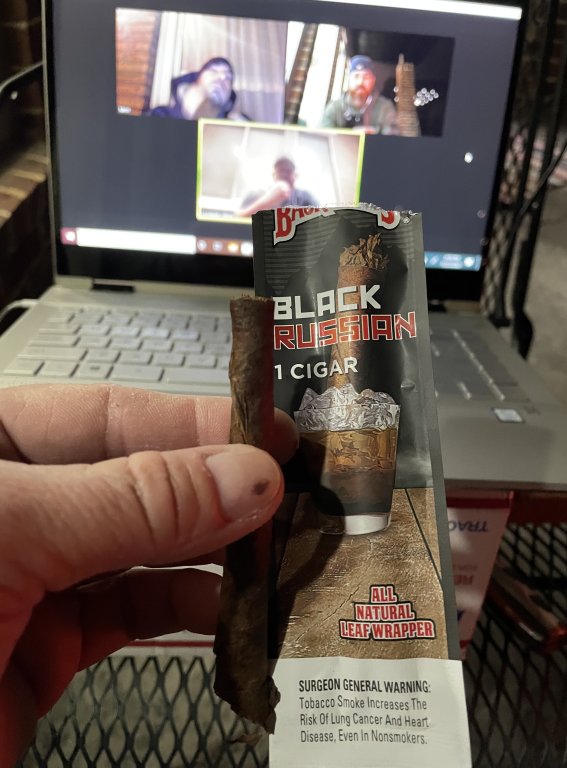 BLACK
RUSSIAN
1 CIGAR
ALL
NATURAL
LEAF WRAPPER
SURGEON GENERAL WARNING:
Tobacco Smoke Increases The
Risk Of Lung Cancer And Heart
Disease, Even In Nonsmokers.